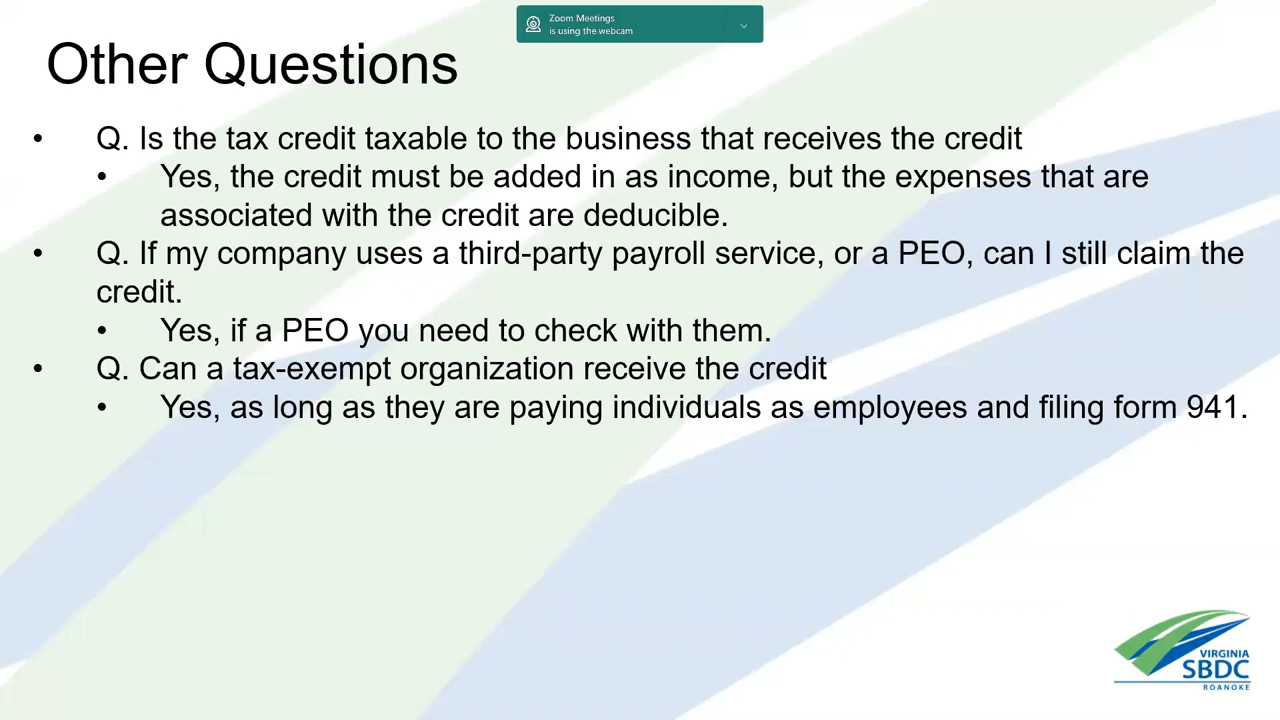 Zoom Meetings
is using the webcam
Other Questions
• Q. Is the tax credit taxable to the business that receives the credit
• Yes, the credit must be added in as income, but the expenses that are
associated with the credit are deducible.
• Q. If my company uses a third-party payroll service, or a PEO, can I still claim the
credit.
• Yes, if a PEO you need to check with them.
• Q. Can a tax-exempt organization receive the credit
• Yes, as long as they are paying individuals as employees and filing form 941.
VIRGINIA
SBDC
ROANOKE